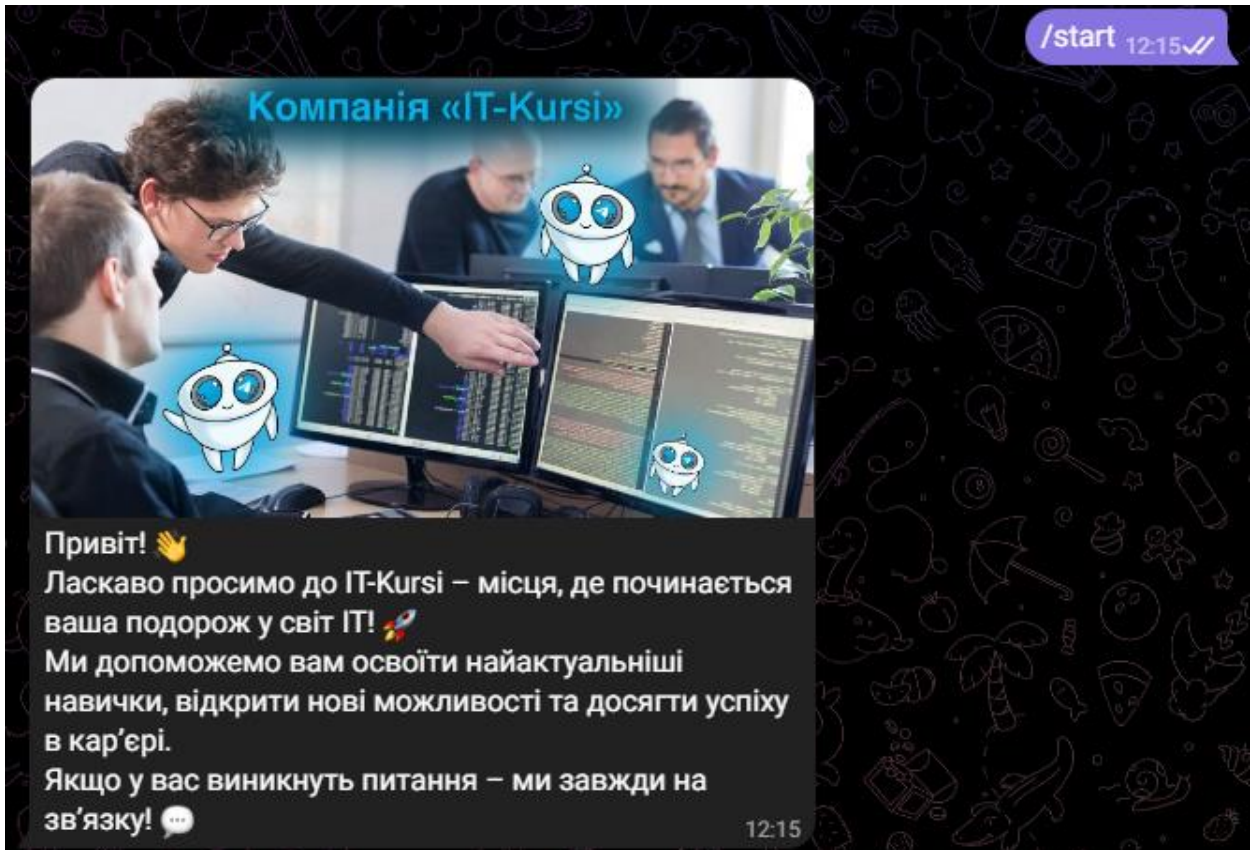 /start 12:15
Компанія «IT-Kursi»
Привіт! 👋
Ласкаво просимо до IT-Kursi – місця, де починається
ваша подорож у світ IT! 🚀
Ми допоможемо вам освоїти найактуальніші
навички, відкрити нові можливості та досягти успіху
в кар’єрі.
Якщо у вас виникнуть питання – ми завжди на
зв’язку! 💬
12:15